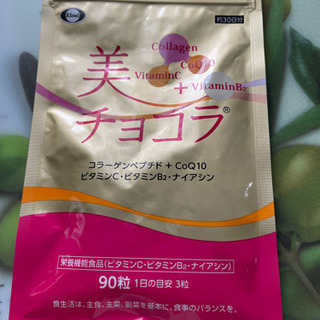 Eisai
約30日分
Collagen
CoQ10
VitaminC
+ VitaminB2
美
チョコラ®
コラーゲンペプチド + CoQ10
ビタミンC・ビタミンB2・ナイアシン
栄養機能食品(ビタミンC・ビタミンB2・ナイアシン)
90粒 1日の目安 3粒
食生活は、主食、主菜、副菜を基本に、食事のバランスを。